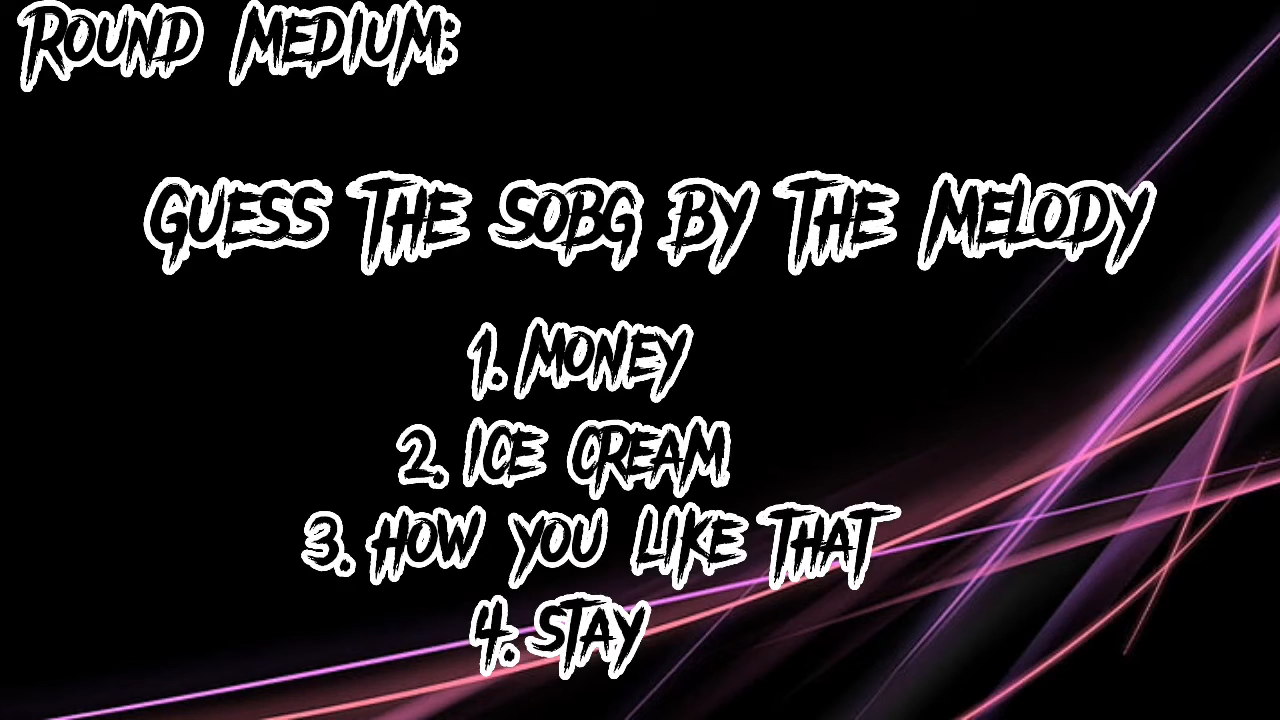 Round Medium:
Guess The sobg by The Melody
1. Money
2. Ice cream
3. How you like That
4. Stay